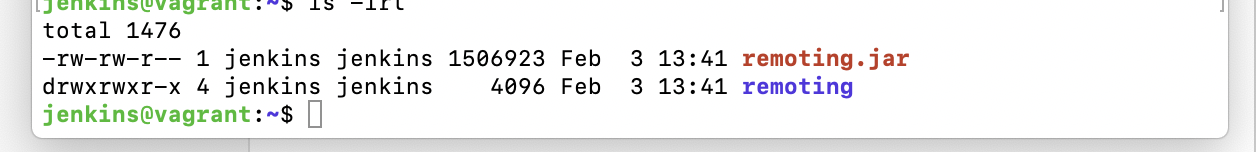 jenkins@vagrant:~$ ls -lrt
total 1476
-rw-rw-r-- 1 jenkins jenkins 1506923 Feb  3 13:41 remoting.jar
drwxrwxr-x 4 jenkins jenkins    4096 Feb  3 13:41 remoting
jenkins@vagrant:~$